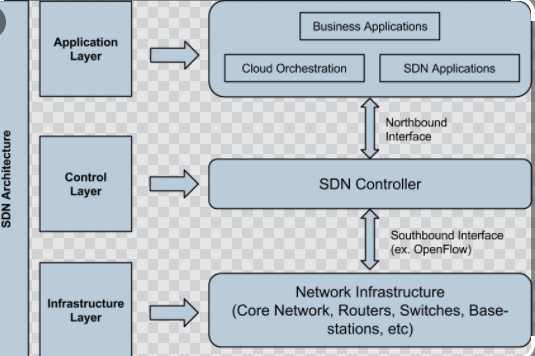 SDN Architecture
Application
Layer
Business Applications
Cloud Orchestration
SDN Applications
Northbound
Interface
Control
Layer
SDN Controller
Southbound Interface
(ex. OpenFlow)
Infrastructure
Layer
Network Infrastructure
(Core Network, Routers, Switches, Base-
stations, etc)